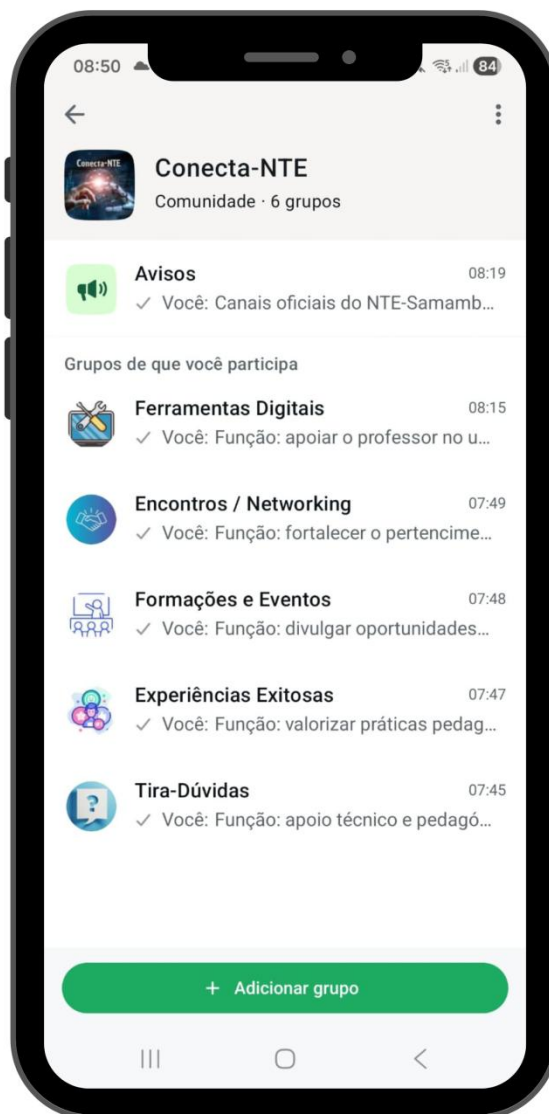 08:50
84
Conecta-NTE
Conecta-NTE
Comunidade · 6 grupos
Avisos 08:19
✓ Você: Canais oficiais do NTE-Samamb...
Grupos de que você participa
Ferramentas Digitais 08:15
✓ Você: Função: apoiar o professor no u...
Encontros / Networking 07:49
✓ Você: Função: fortalecer o pertencime...
Formações e Eventos 07:48
✓ Você: Função: divulgar oportunidades...
Experiências Exitosas 07:47
✓ Você: Função: valorizar práticas pedag...
Tira-Dúvidas 07:45
✓ Você: Função: apoio técnico e pedagó...
+ Adicionar grupo